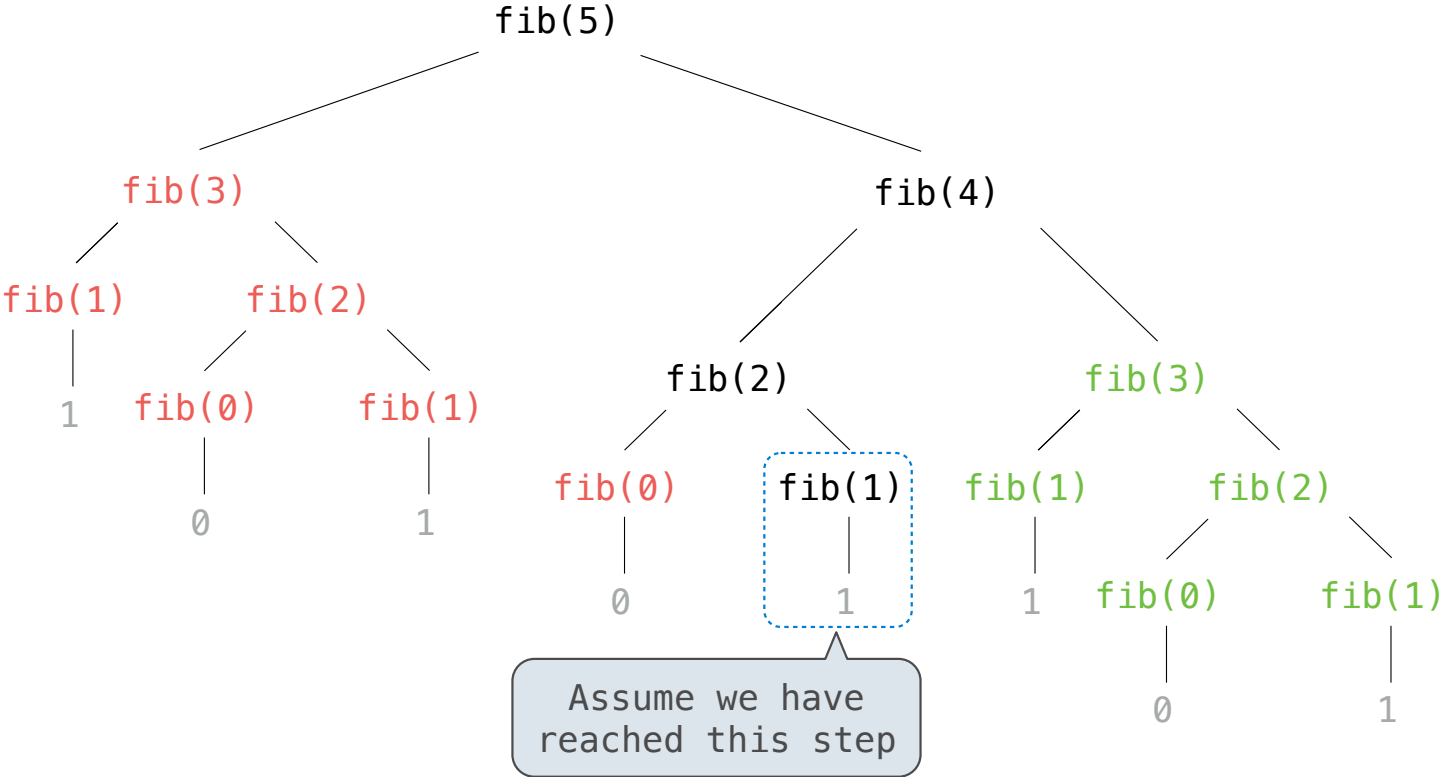 fib(5)
fib(3)
fib(4)
fib(1)
fib(2)
fib(2)
fib(3)
1
fib(0)
fib(1)
fib(0)
fib(1)
fib(1)
fib(2)
0
1
0
1
1
fib(0)
fib(1)
Assume we have
reached this step
0
1